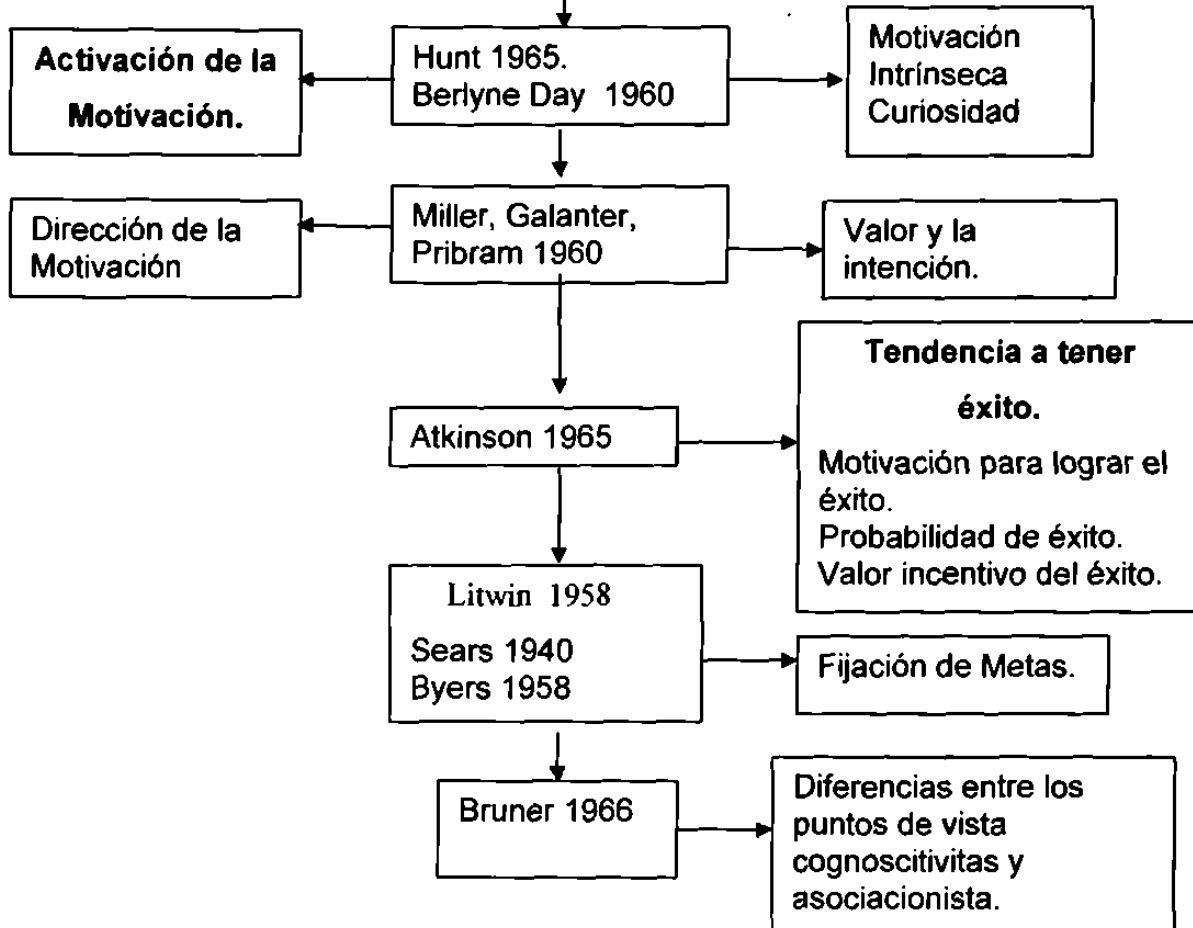 Activación de la
Motivación.
Hunt 1965.
Berlyne Day 1960
Motivación
Intrínseca
Curiosidad
Dirección de la
Motivación
Miller, Galanter,
Pribram 1960
Valor y la
intención.
Atkinson 1965
Tendencia a tener
éxito.
Motivación para lograr el
éxito.
Probabilidad de éxito.
Valor incentivo del éxito.
Litwin 1958
Sears 1940
Byers 1958
Fijación de Metas.
Bruner 1966
Diferencias entre los
puntos de vista
cognoscitivitas y
asociacionista.